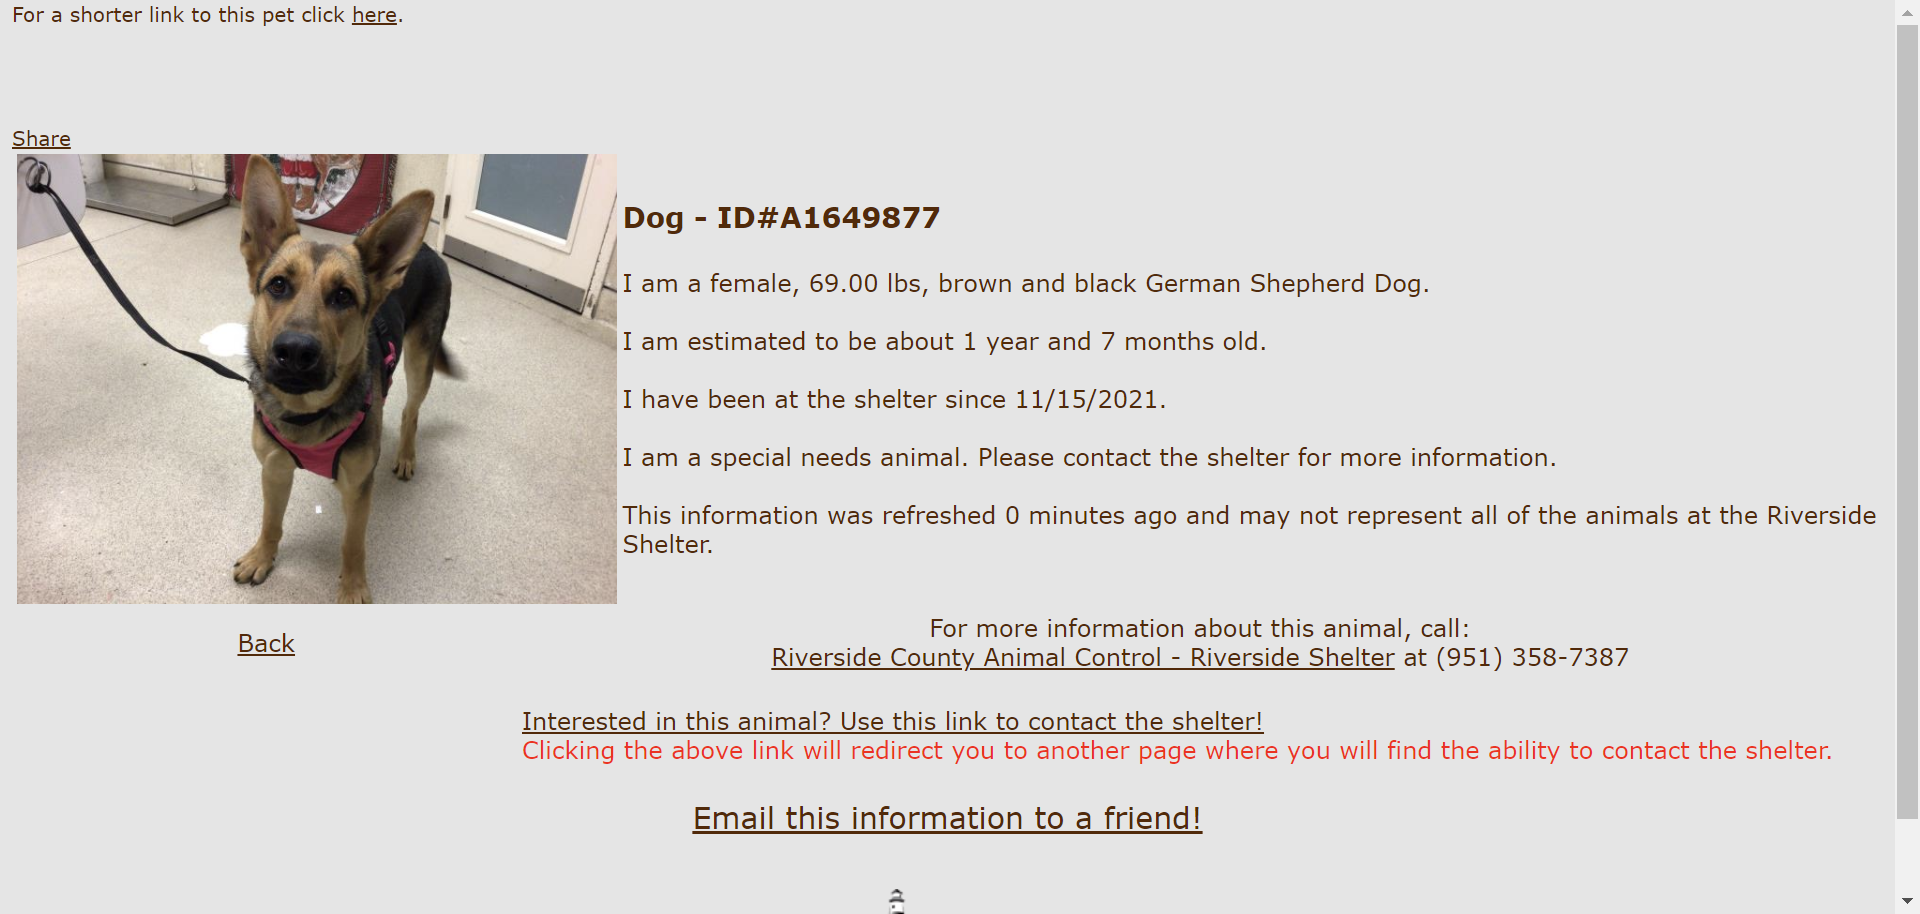 For a shorter link to this pet click here.
Share
Dog - ID#A1649877
I am a female, 69.00 lbs, brown and black German Shepherd Dog.
I am estimated to be about 1 year and 7 months old.
I have been at the shelter since 11/15/2021.
I am a special needs animal. Please contact the shelter for more information.
This information was refreshed 0 minutes ago and may not represent all of the animals at the Riverside
Shelter.
Back
For more information about this animal, call:
Riverside County Animal Control - Riverside Shelter at (951) 358-7387
Interested in this animal? Use this link to contact the shelter!
Clicking the above link will redirect you to another page where you will find the ability to contact the shelter.
Email this information to a friend!